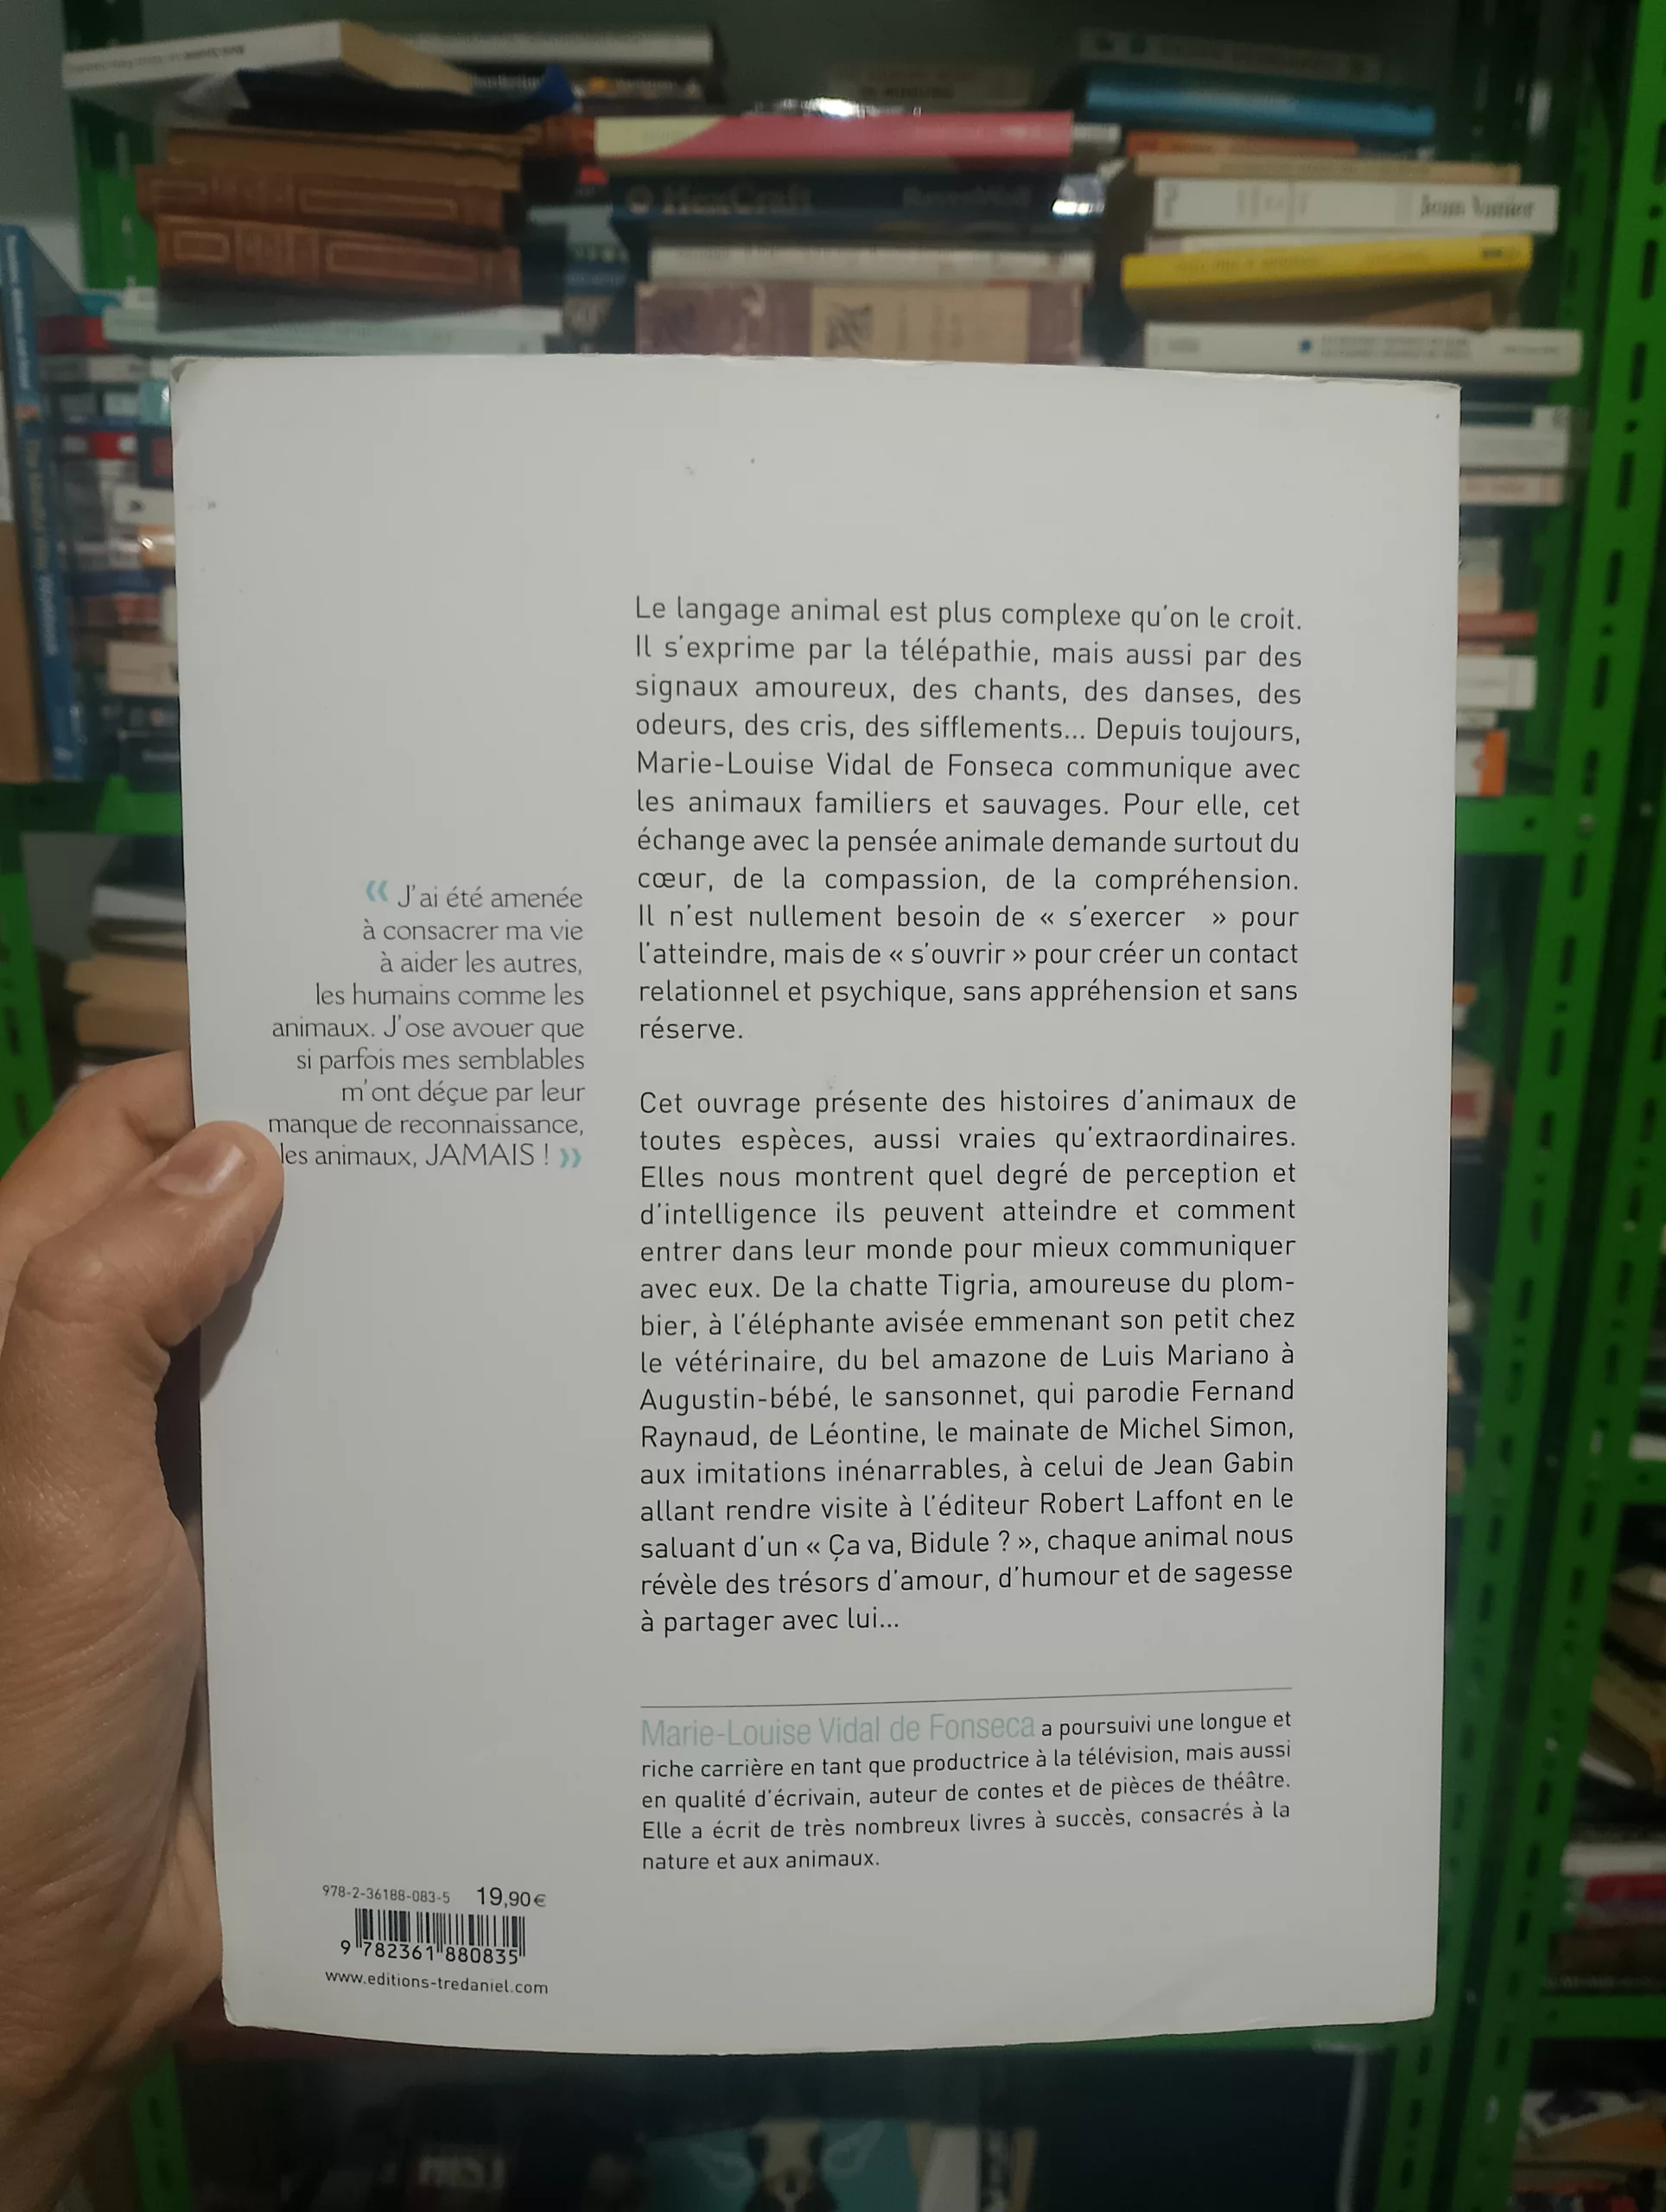 HexCraft
Jean Vanier
Le langage animal est plus complexe qu'on le croit.
Il s'exprime par la télépathie, mais aussi par des
signaux amoureux, des chants, des danses, des
odeurs, des cris, des sifflements... Depuis toujours,
Marie-Louise Vidal de Fonseca communique avec
les animaux familiers et sauvages. Pour elle, cet
échange avec la pensée animale demande surtout du
cœur, de la compassion, de la compréhension.
Il n'est nullement besoin de « s'exercer » pour
l'atteindre, mais de « s'ouvrir » pour créer un contact
relationnel et psychique, sans appréhension et sans
réserve.
« J'ai été amenée
à consacrer ma vie
à aider les autres,
les humains comme les
animaux. J'ose avouer que
si parfois mes semblables
m'ont déçue par leur
manque de reconnaissance,
les animaux, JAMAIS ! »
Cet ouvrage présente des histoires d'animaux de
toutes espèces, aussi vraies qu'extraordinaires.
Elles nous montrent quel degré de perception et
d'intelligence ils peuvent atteindre et comment
entrer dans leur monde pour mieux communiquer
avec eux. De la chatte Tigria, amoureuse du plom-
bier, à l'éléphante avisée emmenant son petit chez
le vétérinaire, du bel amazone de Luis Mariano à
Augustin-bébé, le sansonnet, qui parodie Fernand
Raynaud, de Léontine, le mainate de Michel Simon,
aux imitations inénarrables, à celui de Jean Gabin
allant rendre visite à l'éditeur Robert Laffont en le
saluant d'un « Ça va, Bidule ? », chaque animal nous
révèle des trésors d'amour, d'humour et de sagesse
à partager avec lui...
Marie-Louise Vidal de Fonseca a poursuivi une longue et
riche carrière en tant que productrice à la télévision, mais aussi
en qualité d'écrivain, auteur de contes et de pièces de théâtre.
Elle a écrit de très nombreux livres à succès, consacrés à la
nature et aux animaux.
978-2-36188-083-5 19,90€
9 782361 880835
www.editions-tredaniel.com